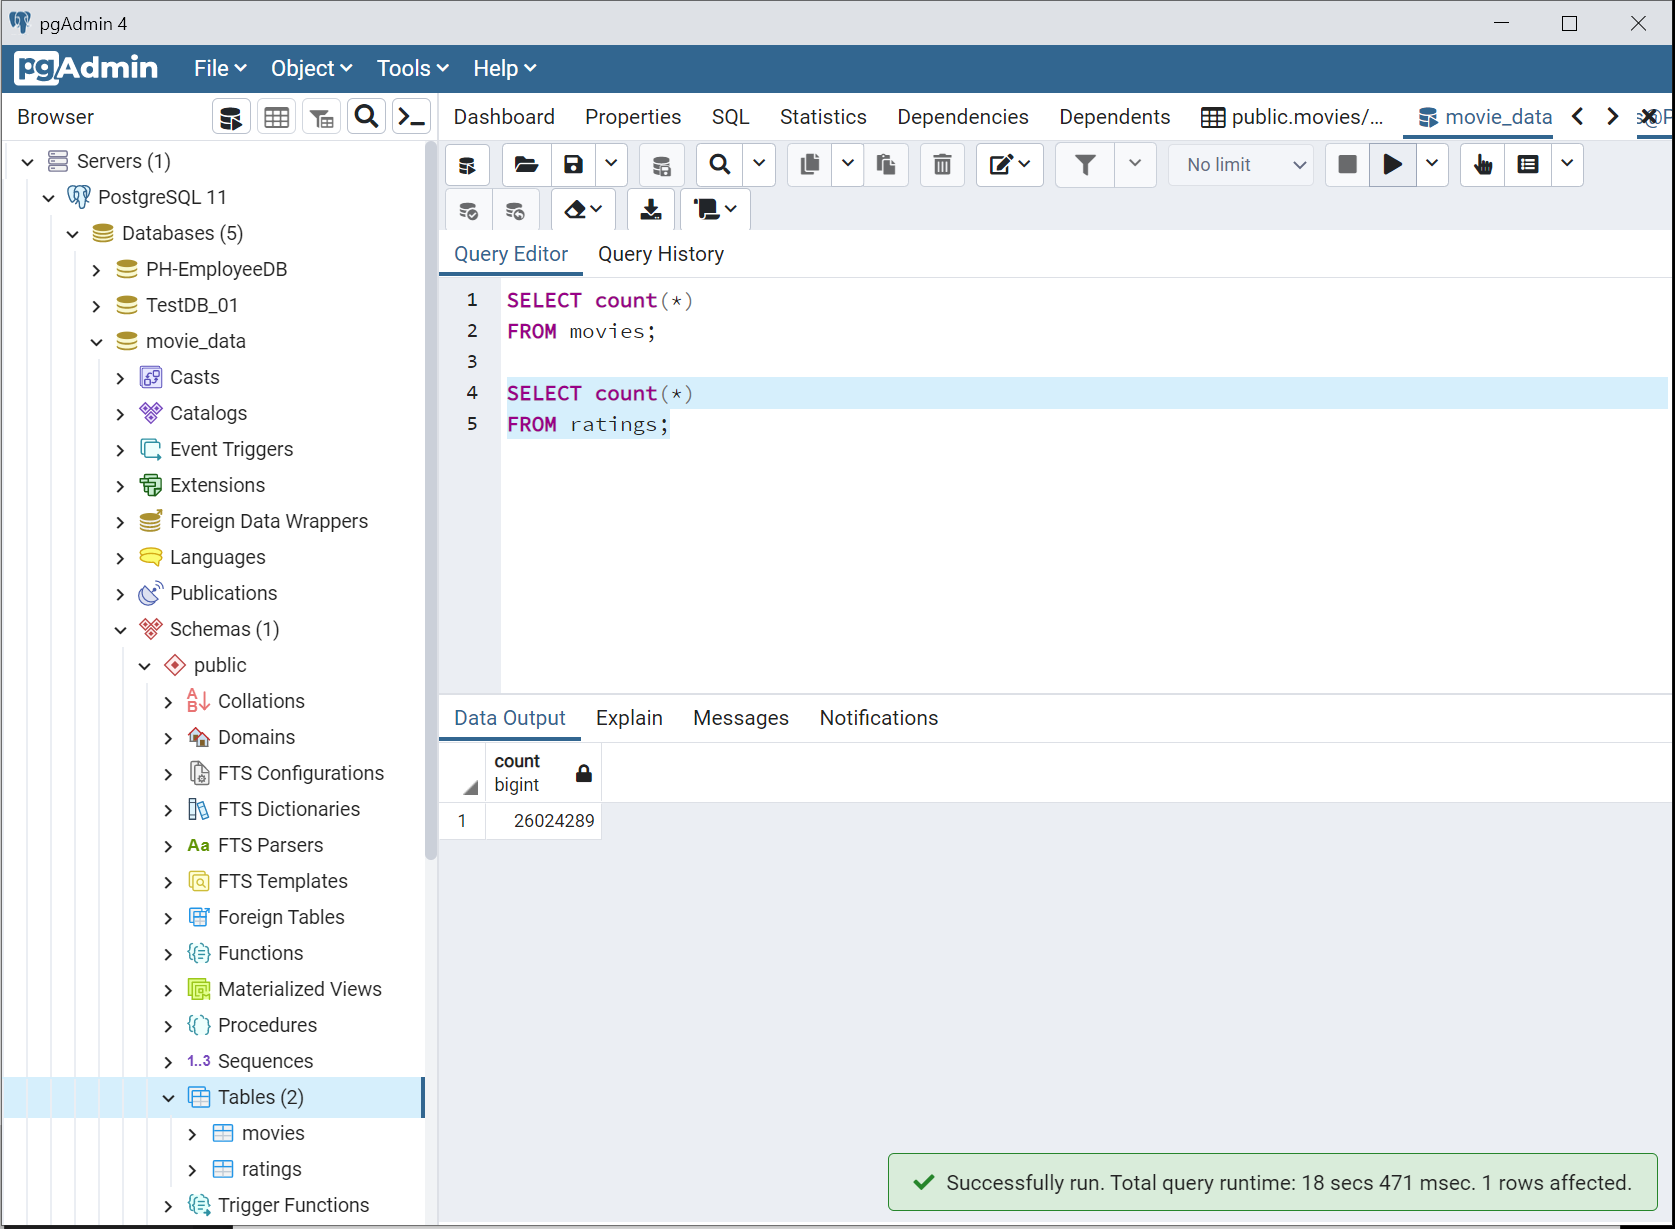 pgAdmin 4
pgAdmin File Object Tools Help
Browser
Dashboard Properties SQL Statistics Dependencies Dependents public.movies/... movie_data
Servers (1)
PostgreSQL 11
Databases (5)
PH-EmployeeDB
TestDB_01
movie_data
Casts
Catalogs
Event Triggers
Extensions
Foreign Data Wrappers
Languages
Publications
Schemas (1)
public
Collations
Domains
FTS Configurations
FTS Dictionaries
Aa FTS Parsers
FTS Templates
Foreign Tables
Functions
Materialized Views
Procedures
1..3 Sequences
Tables (2)
movies
ratings
Trigger Functions
No limit
Query Editor Query History
1 SELECT count(*)
2 FROM movies;
3
4 SELECT count(*)
5 FROM ratings;
Data Output Explain Messages Notifications
count
bigint
1 26024289
Successfully run. Total query runtime: 18 secs 471 msec. 1 rows affected.